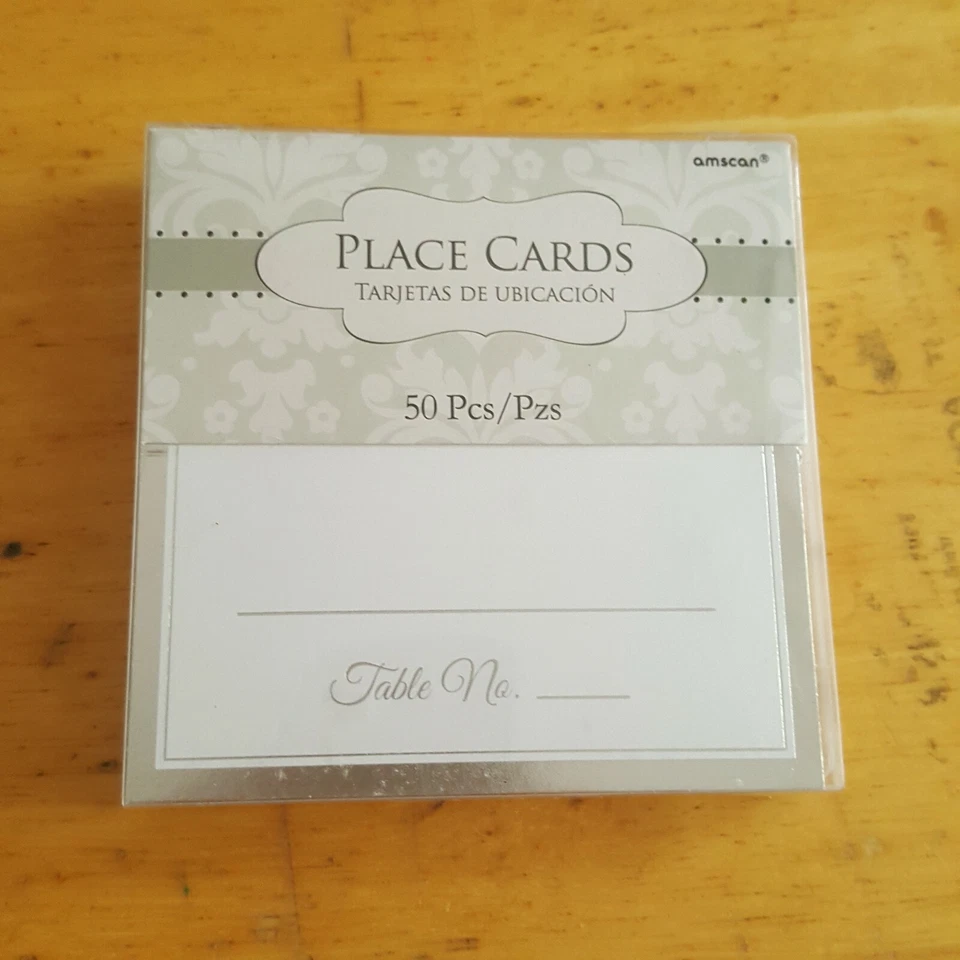 amscan®
PLACE CARDS
TARJETAS DE UBICACIÓN
50 Pcs/Pzs
Table No.